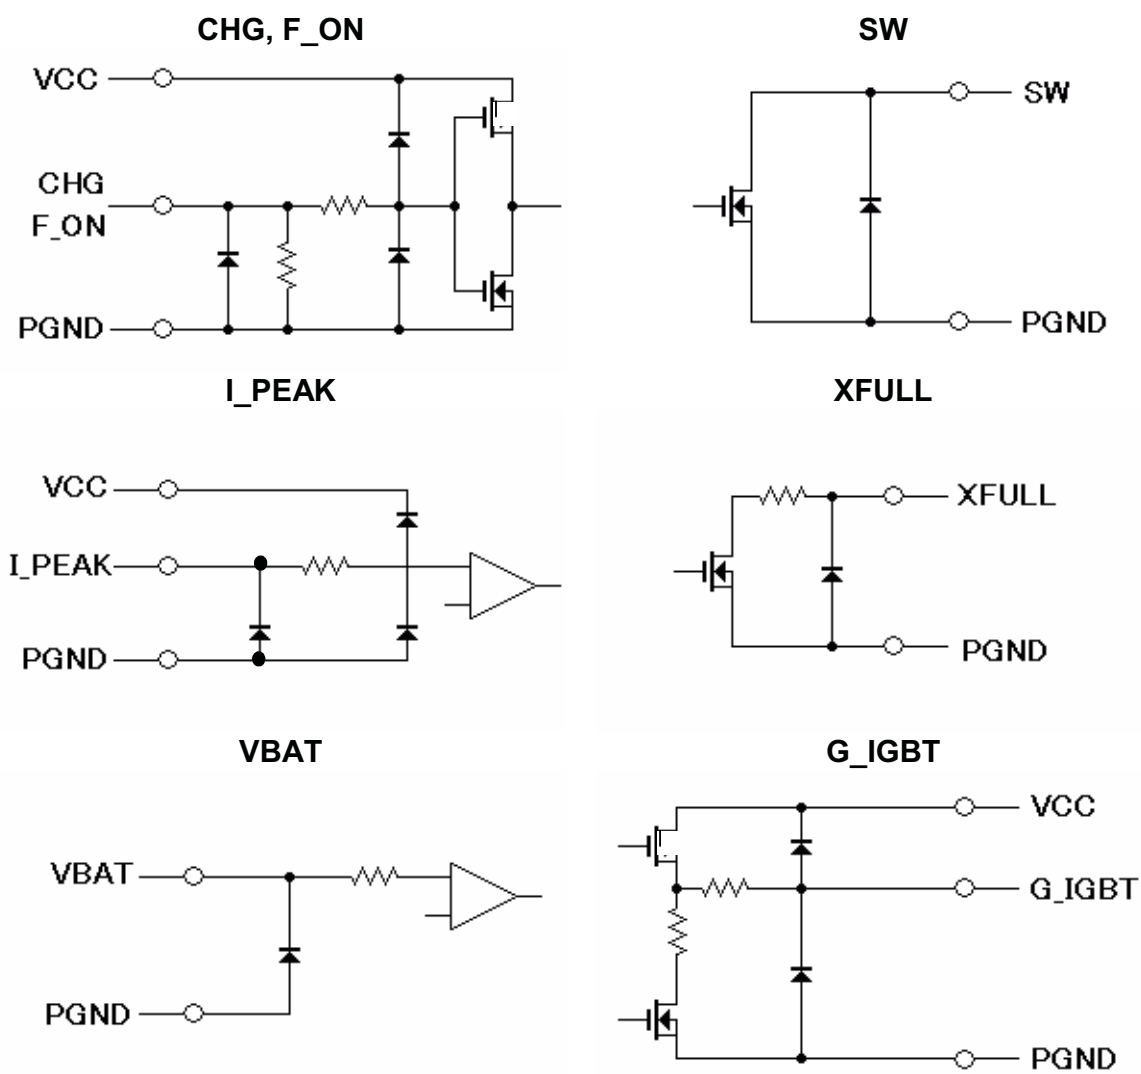 CHG, F_ON
VCC
CHG
F_ON
PGND
SW
SW
PGND
I_PEAK
VCC
I_PEAK
PGND
XFULL
XFULL
PGND
VBAT
VBAT
PGND
G_IGBT
VCC
G_IGBT
PGND